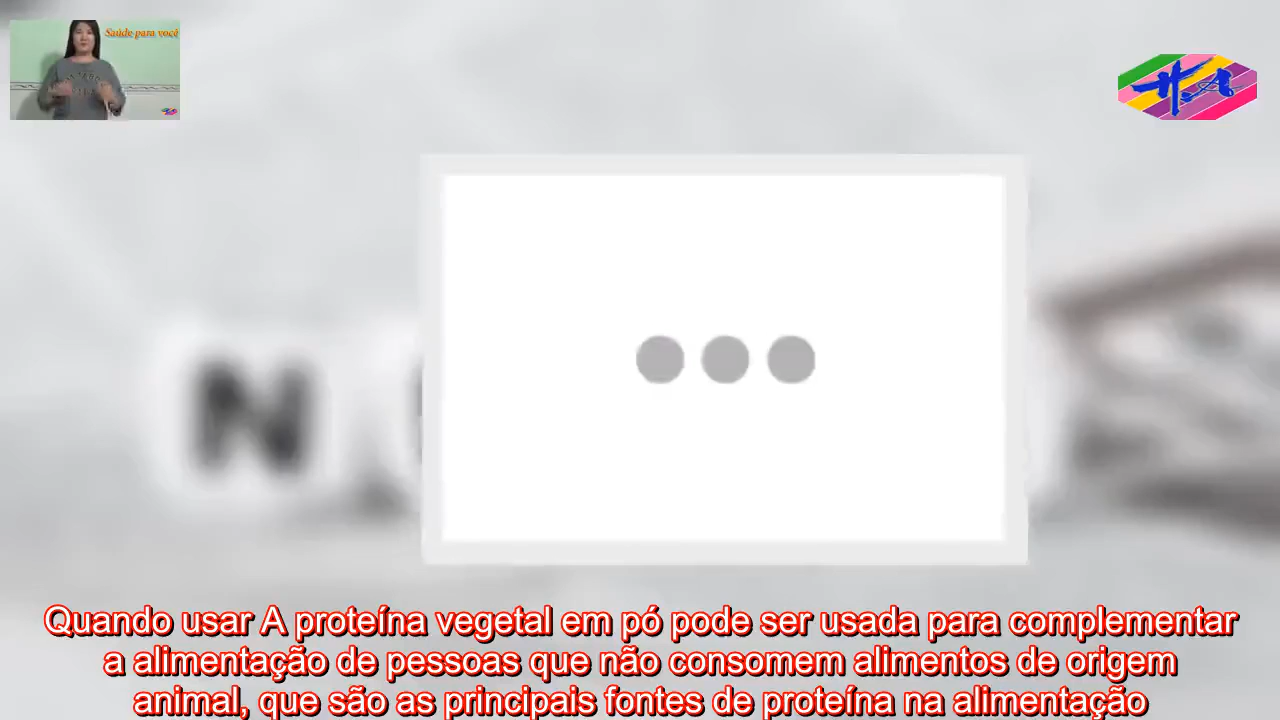 Saúde para você
H.A
N
Quando usar A proteína vegetal em pó pode ser usada para complementar
a alimentação de pessoas que não consomem alimentos de origem
animal, que são as principais fontes de proteína na alimentação